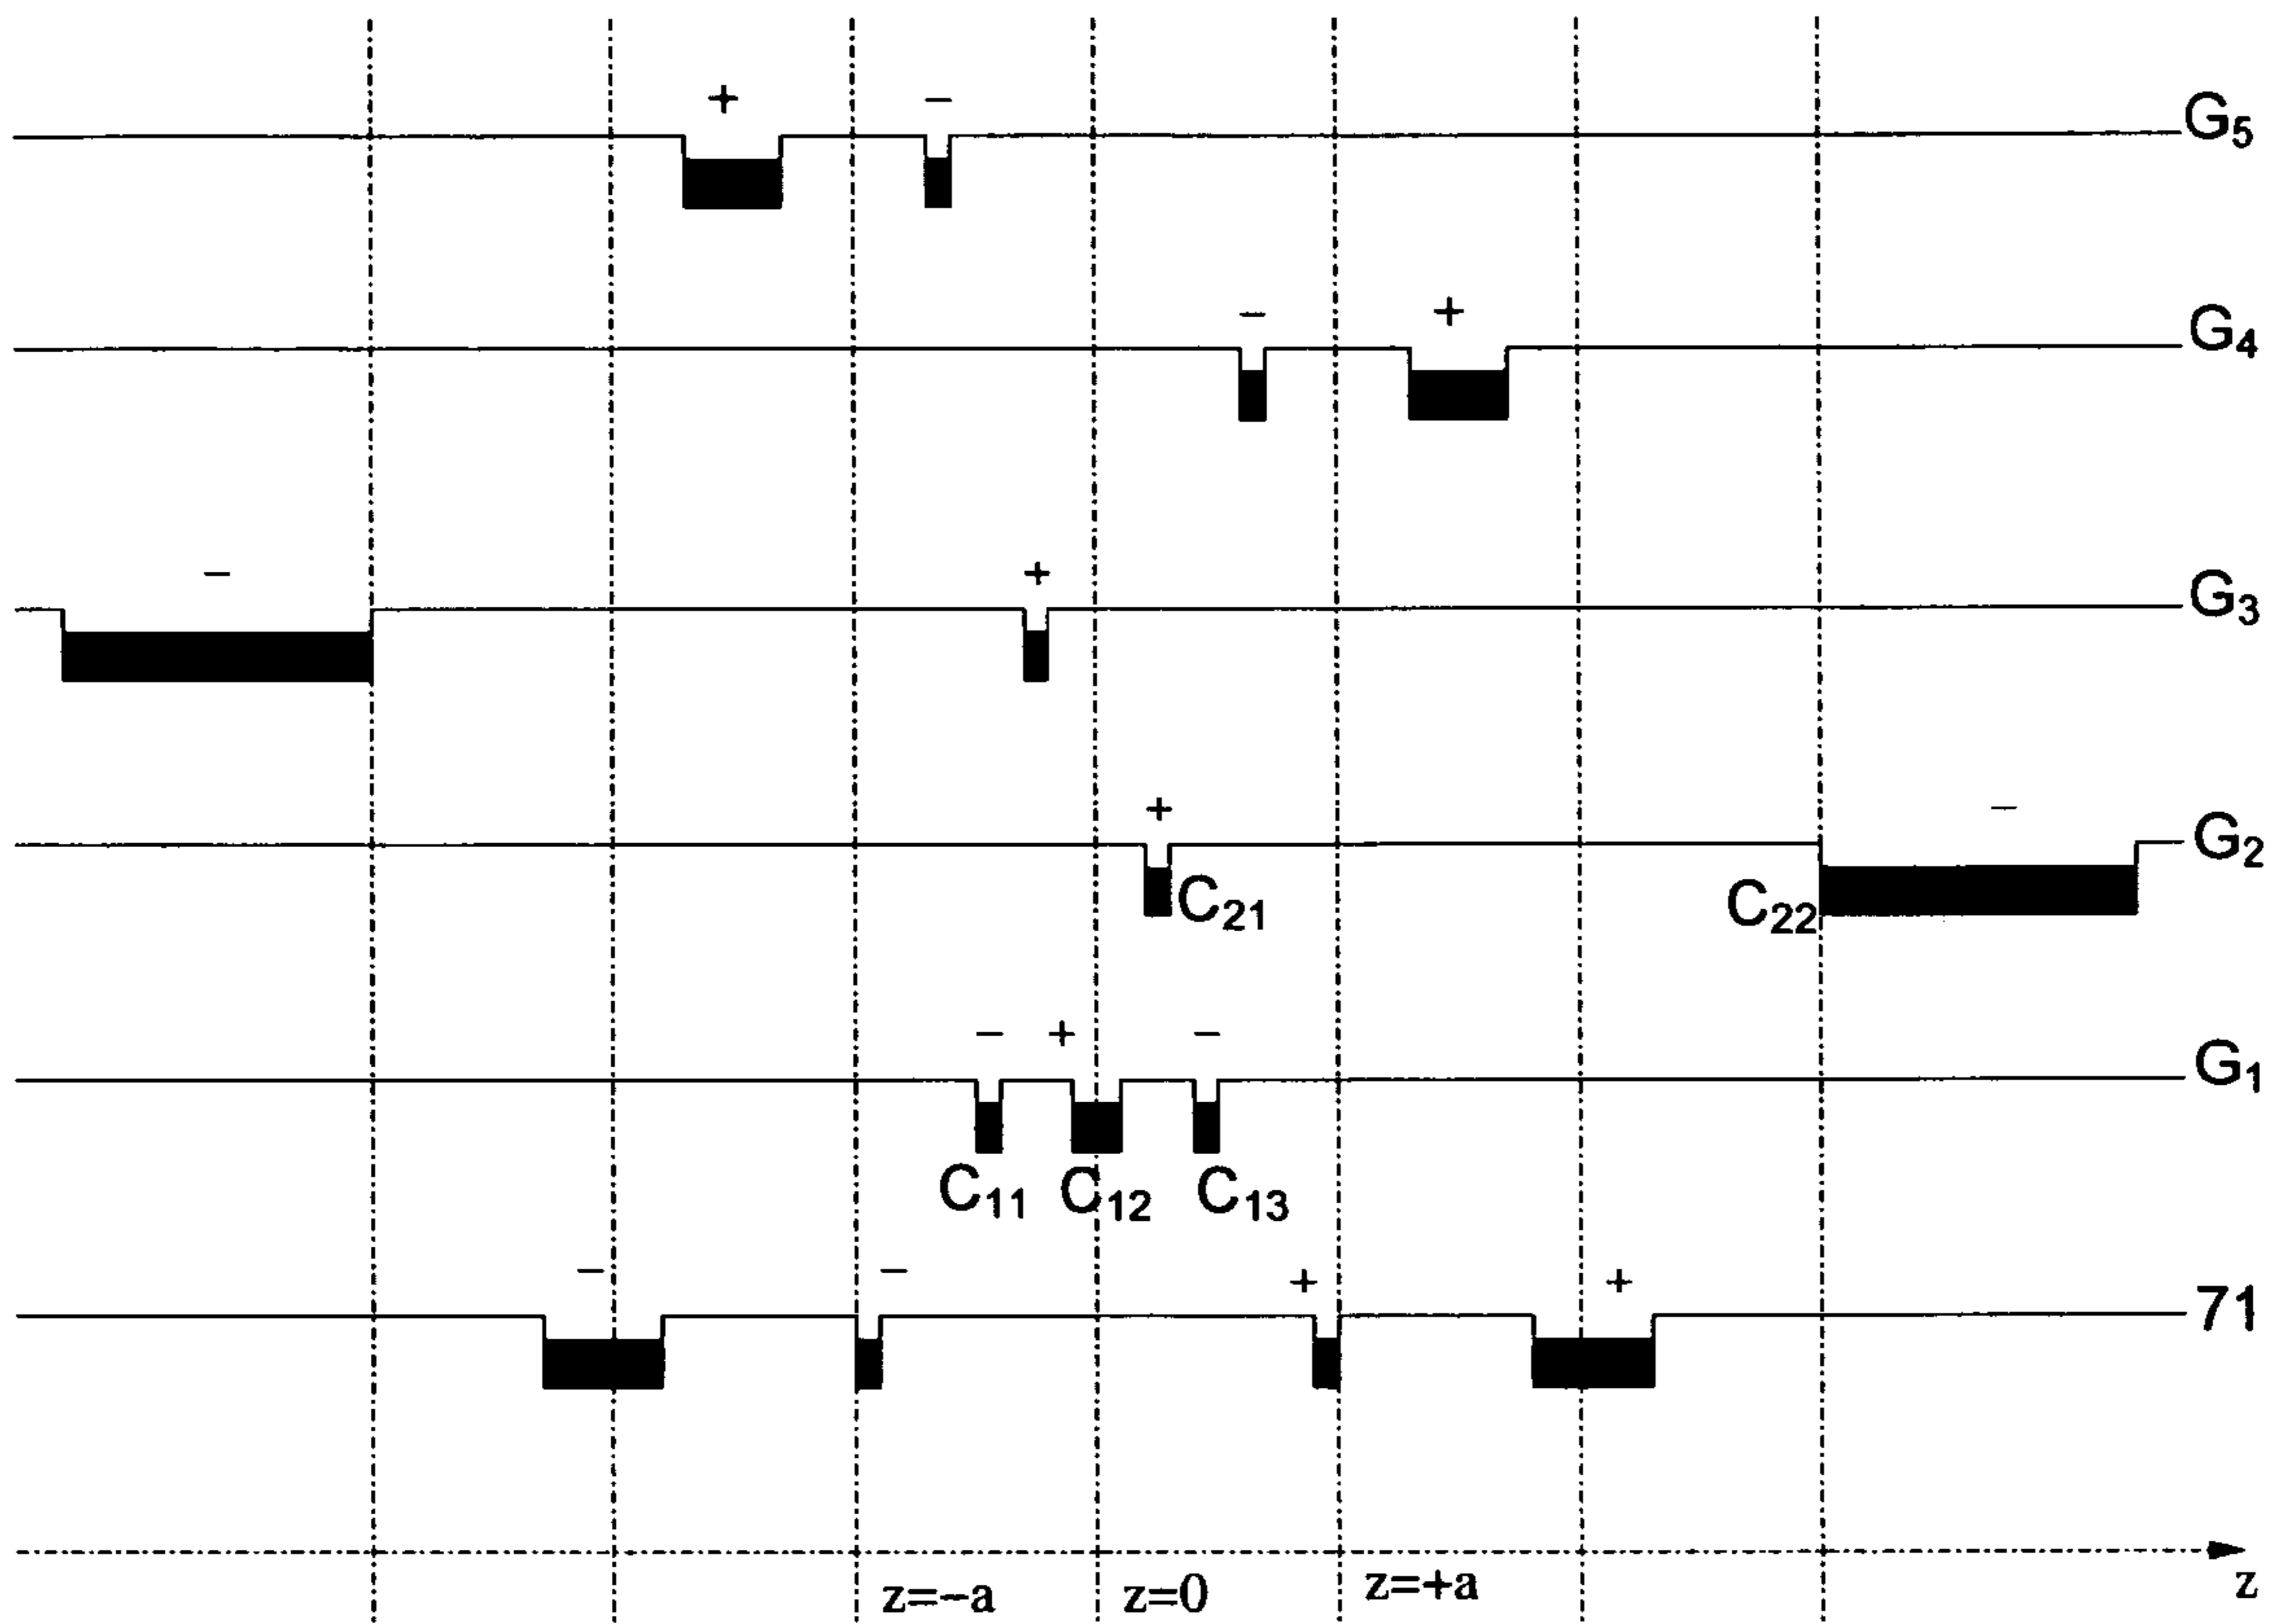 + −
G5
− +
G4
− +
G3
+ −
G2
C21 C22
− + −
G1
C11 C12 C13
− − + +
71
z=−a z=0 z=+a z